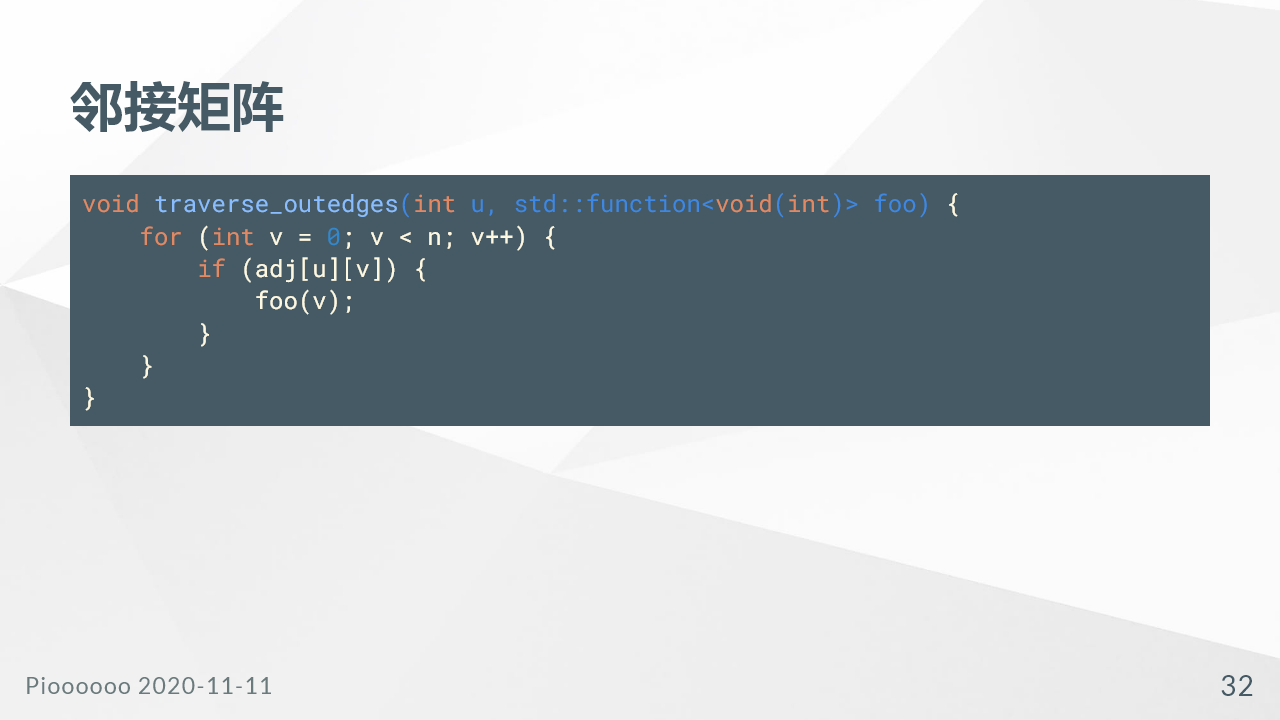 邻接矩阵
void traverse_outedges(int u, std::function<void(int)> foo) {
    for (int v = 0; v < n; v++) {
        if (adj[u][v]) {
            foo(v);
        }
    }
}
Pioooooo 2020-11-11
32